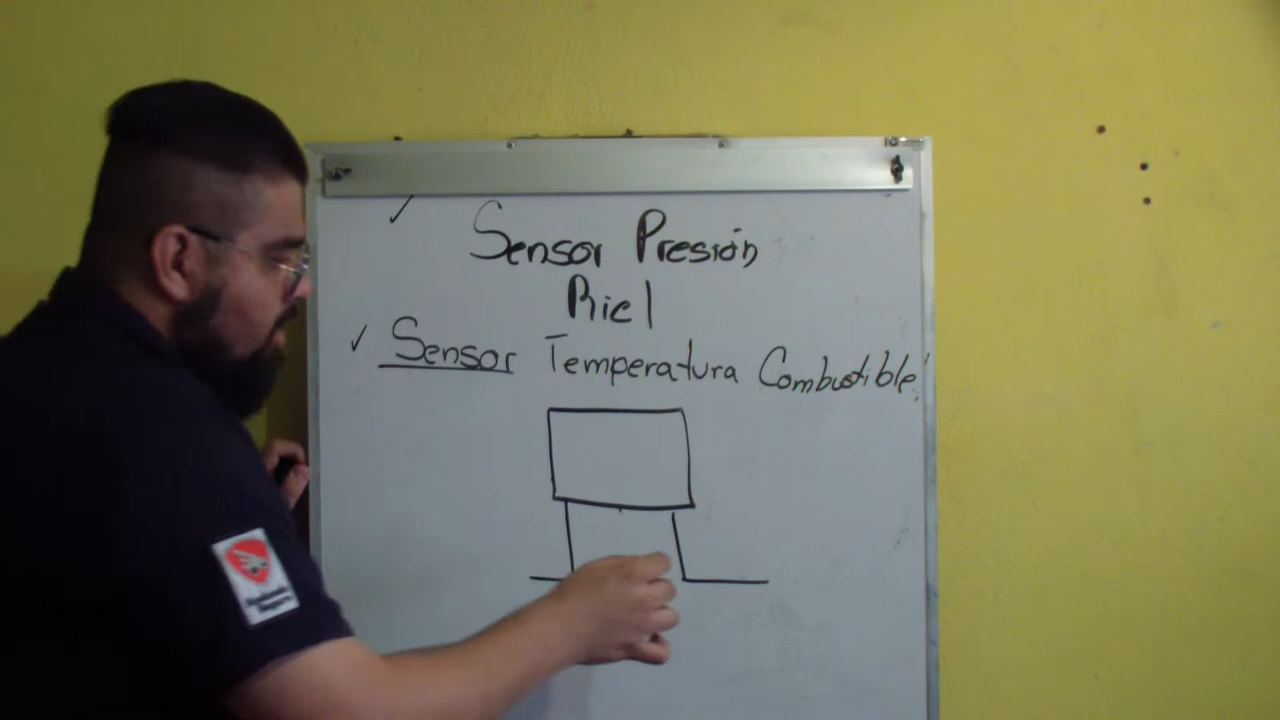 ✓ Sensor Presión
Riel
✓ Sensor Temperatura Combustible!